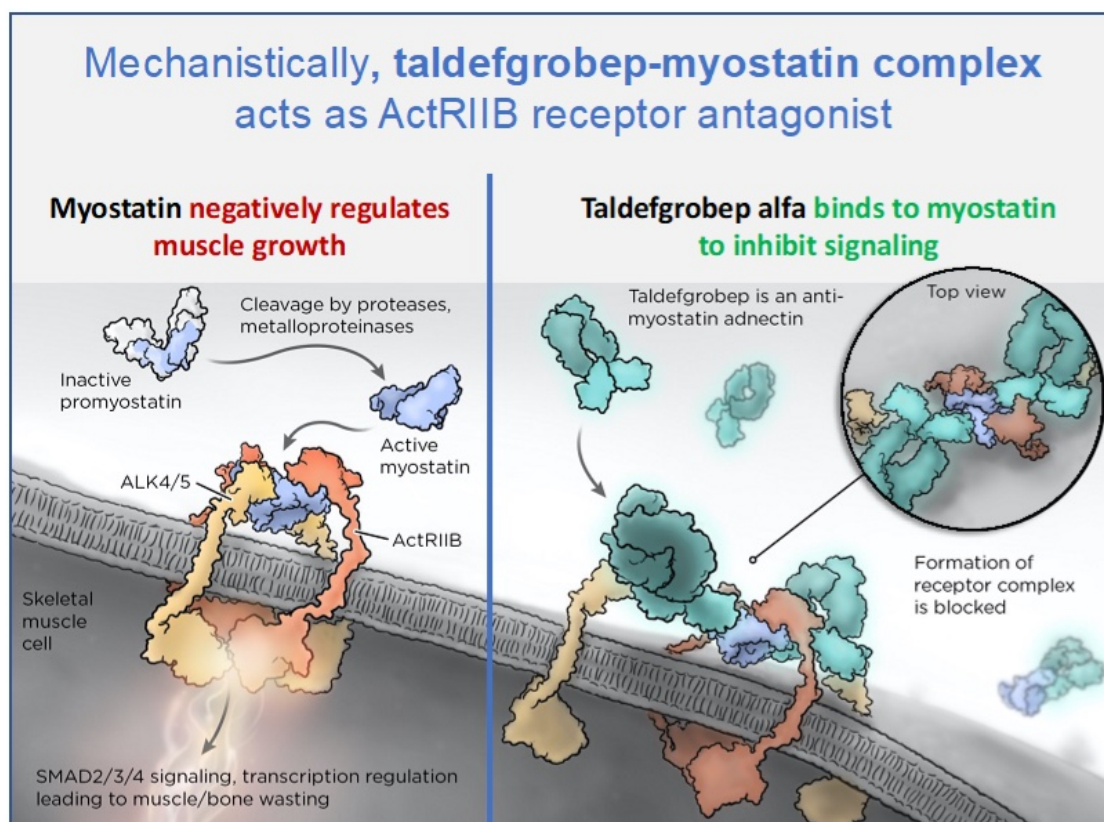 Mechanistically, taldefgrobep-myostatin complex
acts as ActRIIB receptor antagonist
Myostatin negatively regulates
muscle growth
Cleavage by proteases,
metalloproteinases
Inactive
promyostatin
Active
myostatin
ALK4/5
ActRIIB
Skeletal
muscle
cell
SMAD2/3/4 signaling, transcription regulation
leading to muscle/bone wasting
Taldefgrobep alfa binds to myostatin
to inhibit signaling
Taldefgrobep is an anti-
myostatin adnectin
Top view
Formation of
receptor complex
is blocked